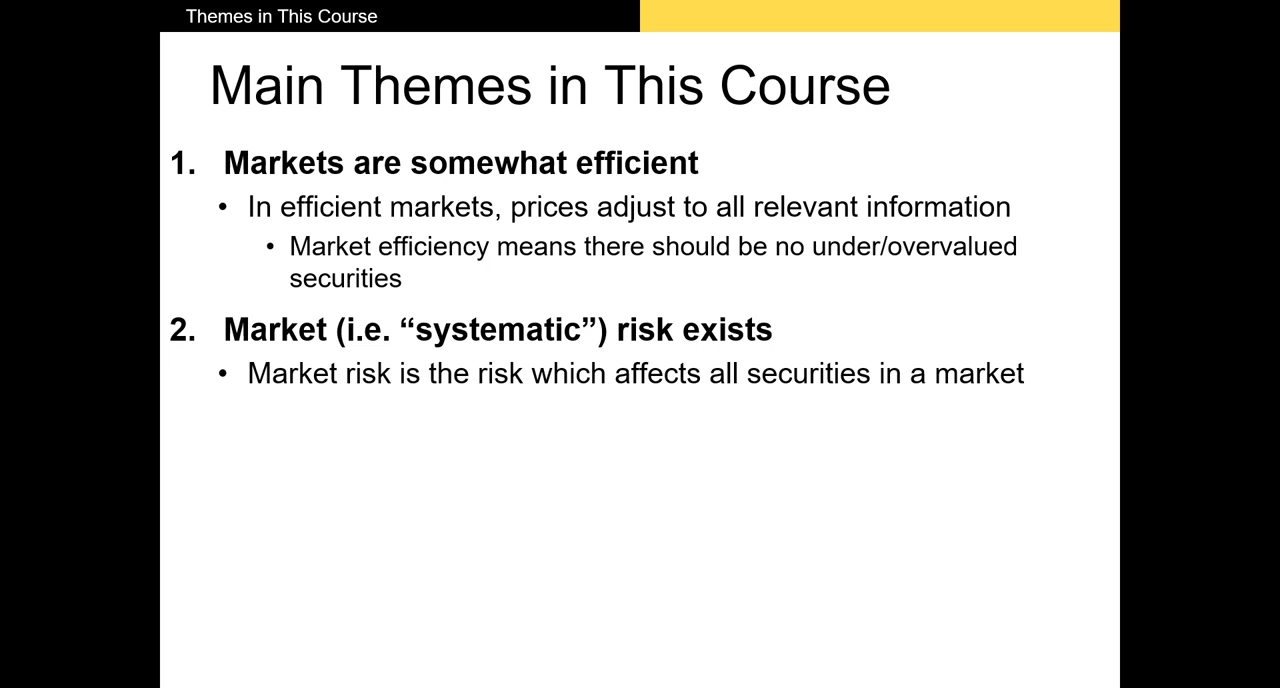 Themes in This Course
Main Themes in This Course
1. Markets are somewhat efficient
• In efficient markets, prices adjust to all relevant information
• Market efficiency means there should be no under/overvalued
securities
2. Market (i.e. “systematic”) risk exists
• Market risk is the risk which affects all securities in a market